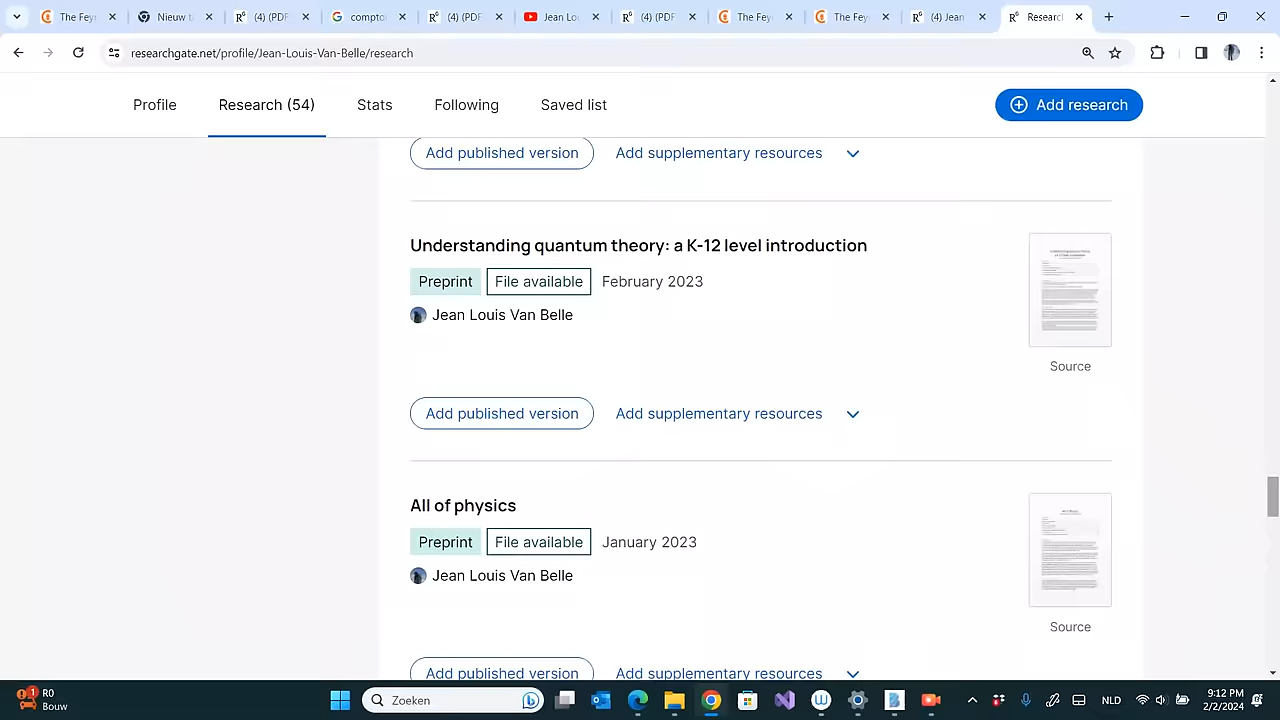 The Fey
Nieuw t
(4) (PDF
compto
(4) (PDF
Jean Lo
(4) (PDF
The Fey
The Fey
(4) Jean
Researc
researchgate.net/profile/Jean-Louis-Van-Belle/research
Profile
Research (54)
Stats
Following
Saved list
Add research
Add published version
Add supplementary resources
Understanding quantum theory: a K-12 level introduction
Preprint
File available
February 2023
Jean Louis Van Belle
Source
Add published version
Add supplementary resources
All of physics
Preprint
File available
January 2023
Jean Louis Van Belle
Source
Add published version
Add supplementary resources
1
R0
Bouw
Zoeken
NLD
9:12 PM
2/2/2024